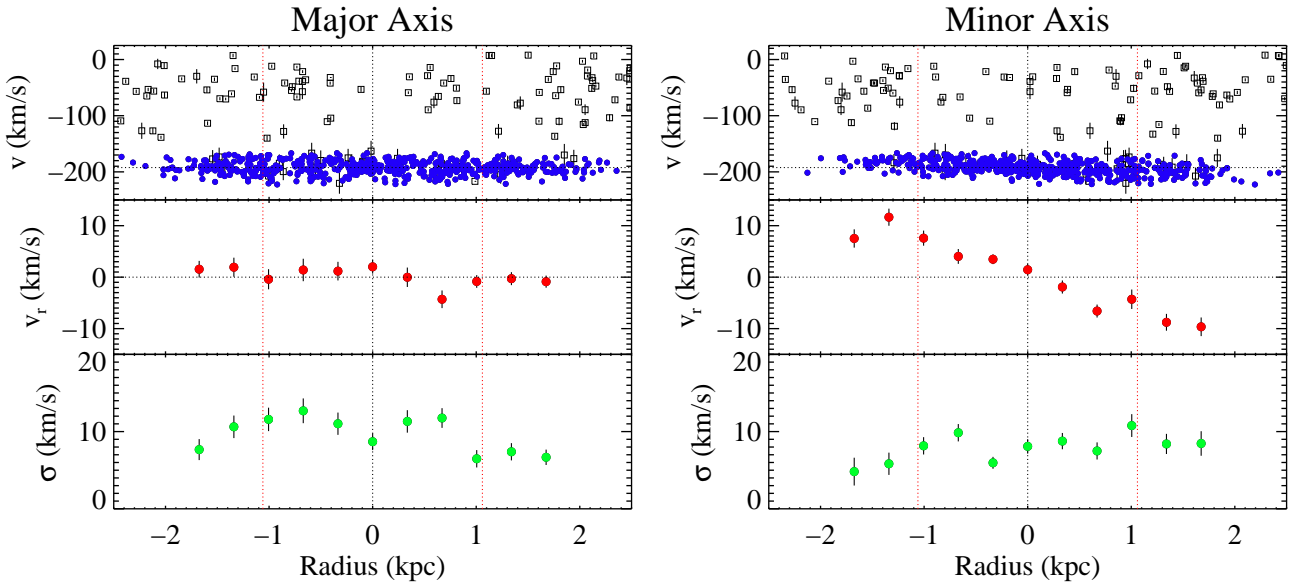 Major Axis
Minor Axis
v (km/s)
0
−100
−200
v (km/s)
0
−100
−200
v_r (km/s)
10
0
−10
v_r (km/s)
10
0
−10
σ (km/s)
20
10
0
σ (km/s)
20
10
0
−2 −1 0 1 2
−2 −1 0 1 2
Radius (kpc)
Radius (kpc)